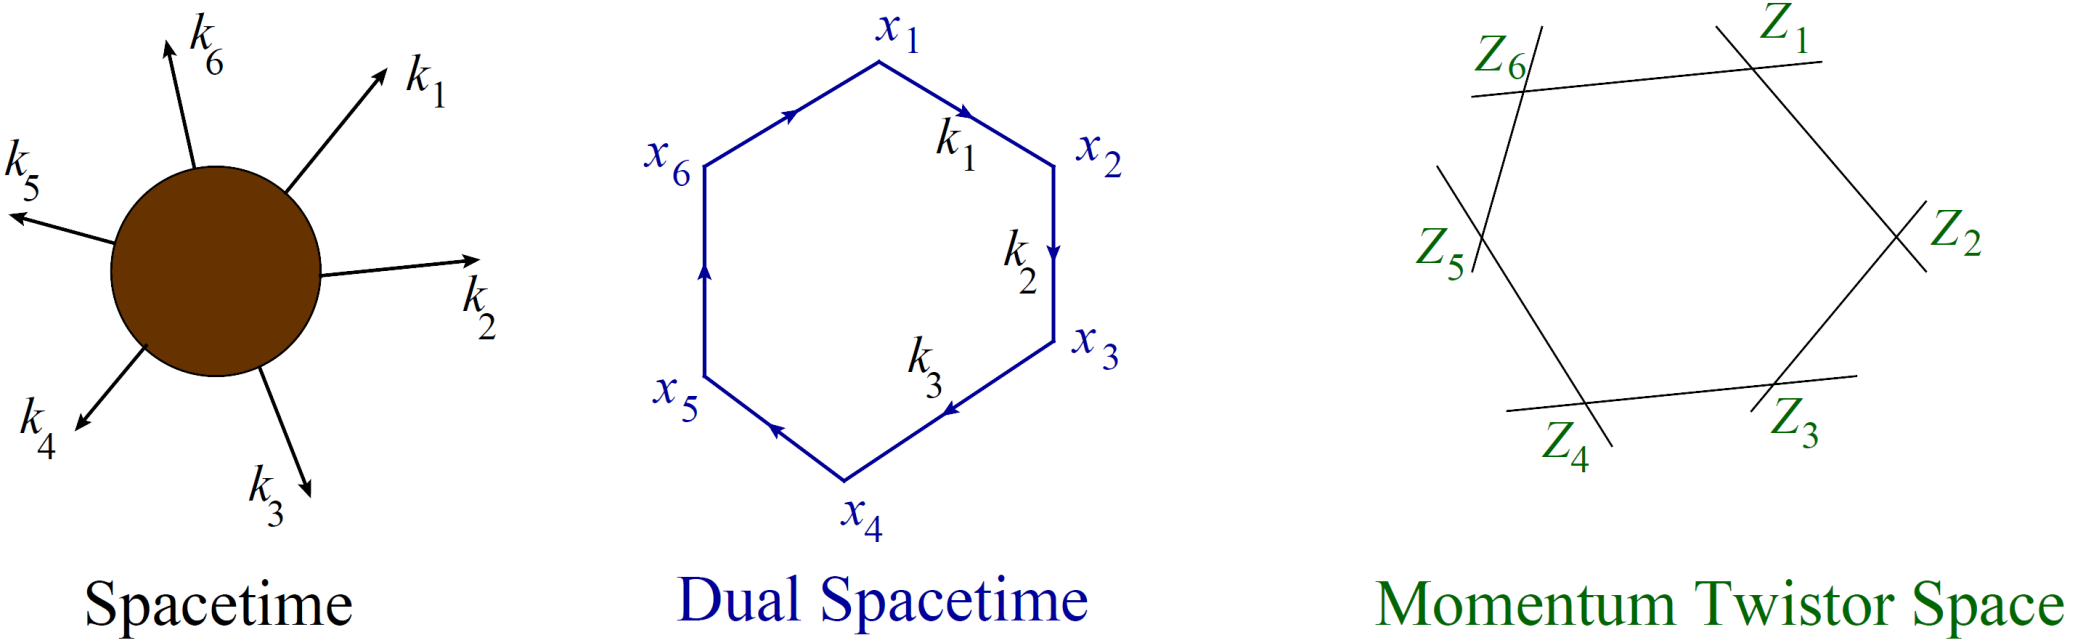 k6
k1
k5
k2
k4
k3
Spacetime
x1
k1
x6
x2
k2
x3
k3
x5
x4
Dual Spacetime
Z1
Z6
Z2
Z5
Z3
Z4
Momentum Twistor Space